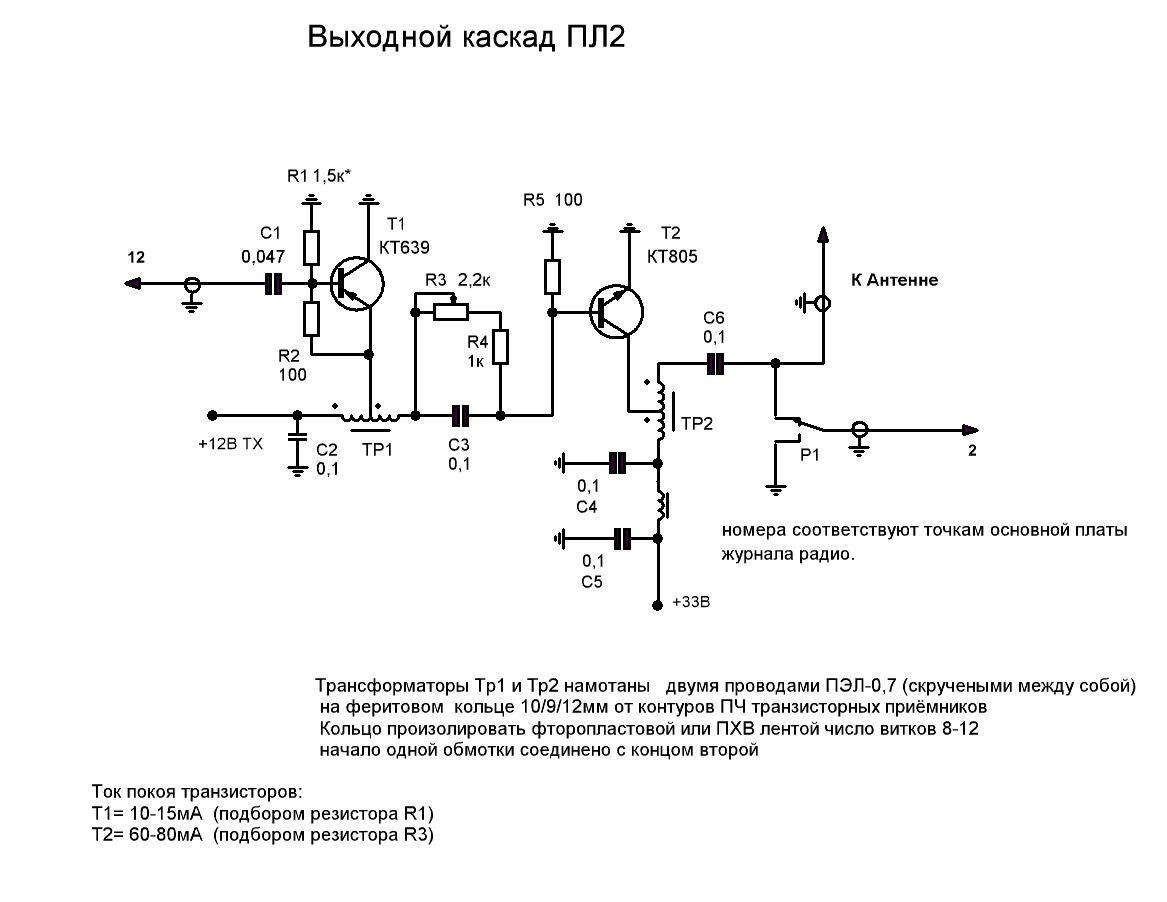 Выходной каскад ПЛ2
R1 1,5к*
R5 100
C1
0,047
T1
КТ639
T2
КТ805
12
R3 2,2к
К Антенне
R2
100
R4
1к
C6
0,1
+12В TX
C2
0,1
ТР1
C3
0,1
ТР2
P1
2
0,1
C4
номера соответствуют точкам основной платы
журнала радио.
0,1
C5
+33В
Трансформаторы Тр1 и Тр2 намотаны двумя проводами ПЭЛ-0,7 (скручеными между собой)
на феритовом кольце 10/9/12мм от контуров ПЧ транзисторных приёмников
Кольцо произолировать фторопластовой или ПХВ лентой число витков 8-12
начало одной обмотки соединено с концом второй
Ток покоя транзисторов:
T1= 10-15мА (подбором резистора R1)
T2= 60-80мА (подбором резистора R3)